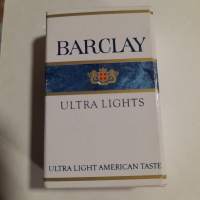 BARCLAY
ULTRA LIGHTS
ULTRA LIGHT AMERICAN TASTE